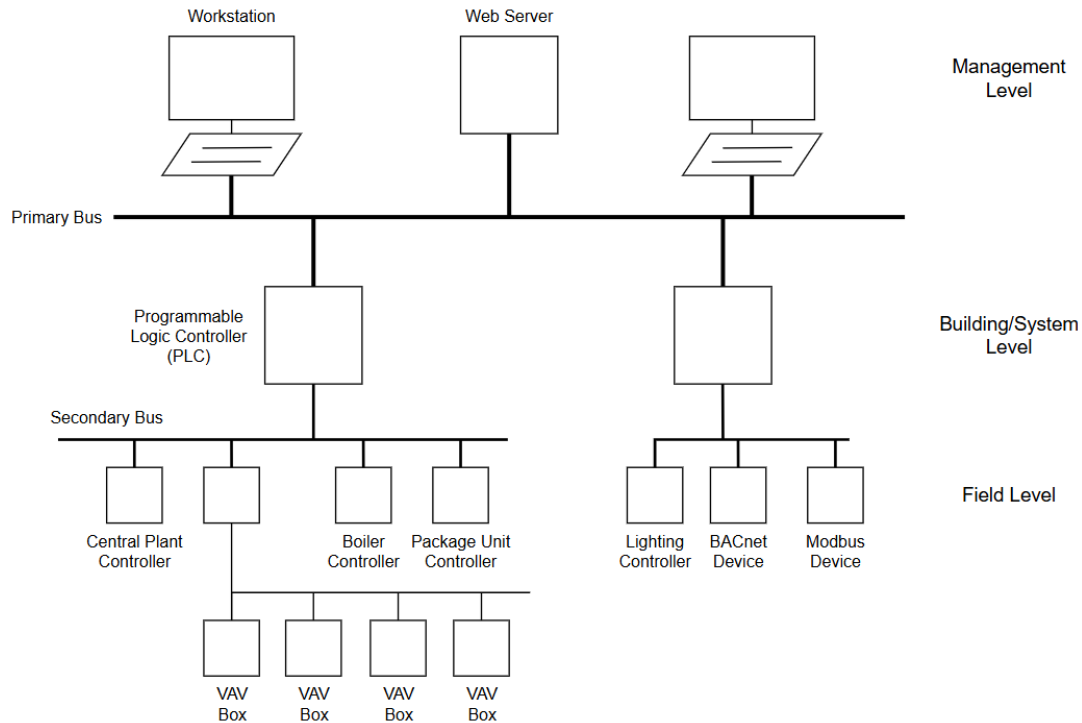 Workstation
Web Server
Management
Level
Primary Bus
Programmable
Logic Controller
(PLC)
Building/System
Level
Secondary Bus
Field Level
Central Plant
Controller
Boiler
Controller
Package Unit
Controller
Lighting
Controller
BACnet
Device
Modbus
Device
VAV
Box
VAV
Box
VAV
Box
VAV
Box